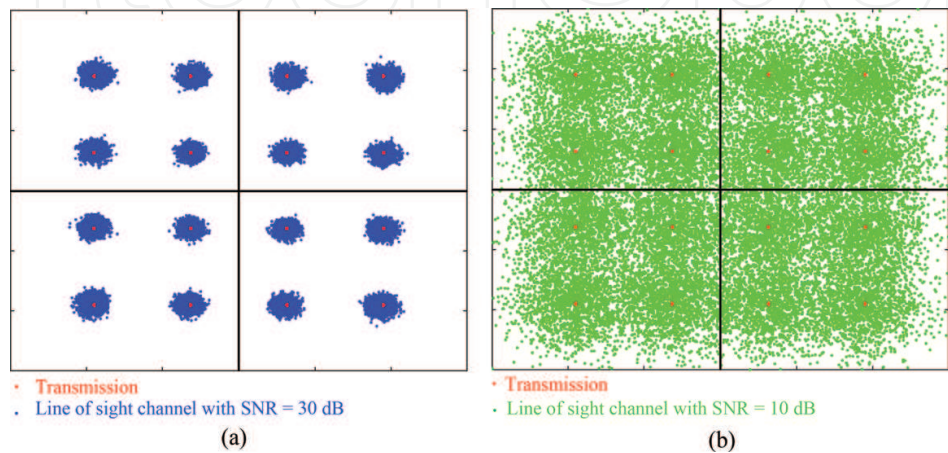 Transmission
Line of sight channel with SNR = 30 dB
(a)
Transmission
Line of sight channel with SNR = 10 dB
(b)